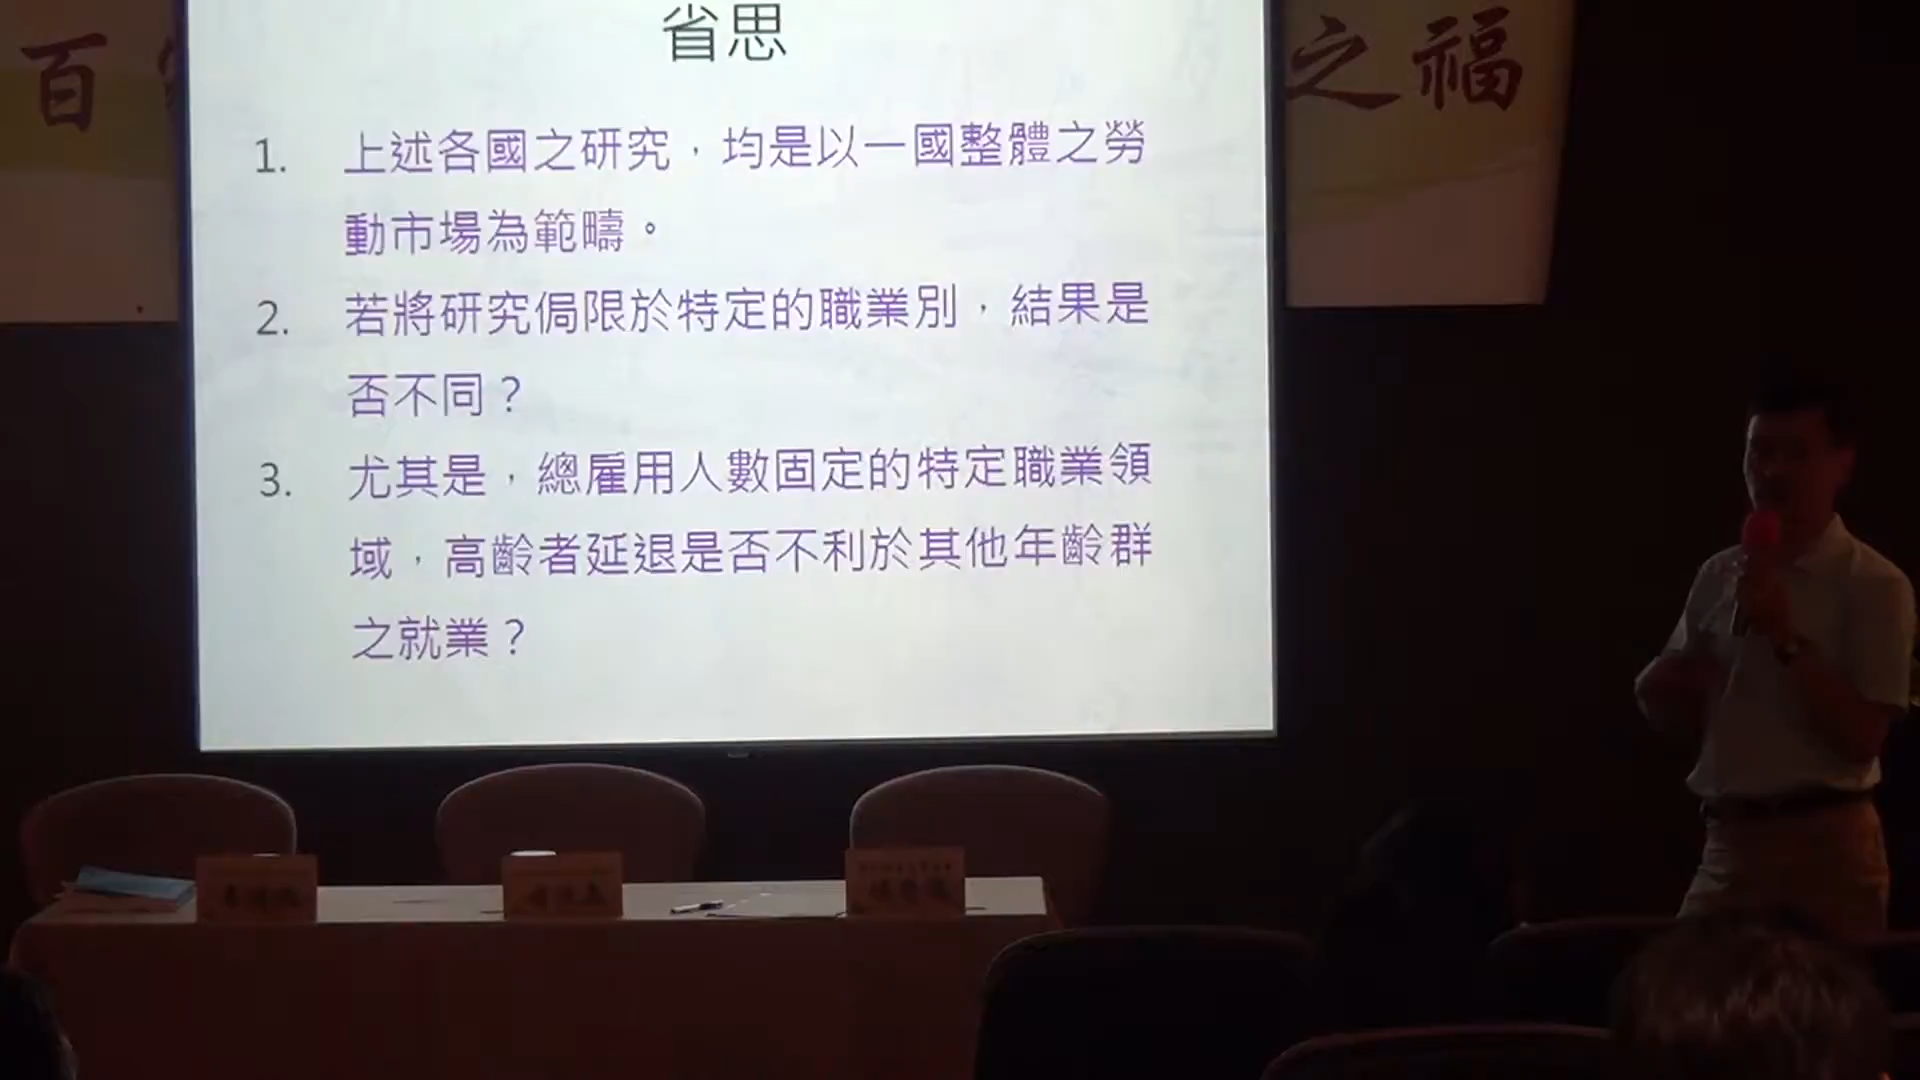 省思
百
之福
1. 上述各國之研究，均是以一國整體之勞
動市場為範疇。
2. 若將研究侷限於特定的職業別，結果是
否不同？
3. 尤其是，總雇用人數固定的特定職業領
域，高齡者延退是否不利於其他年齡群
之就業？